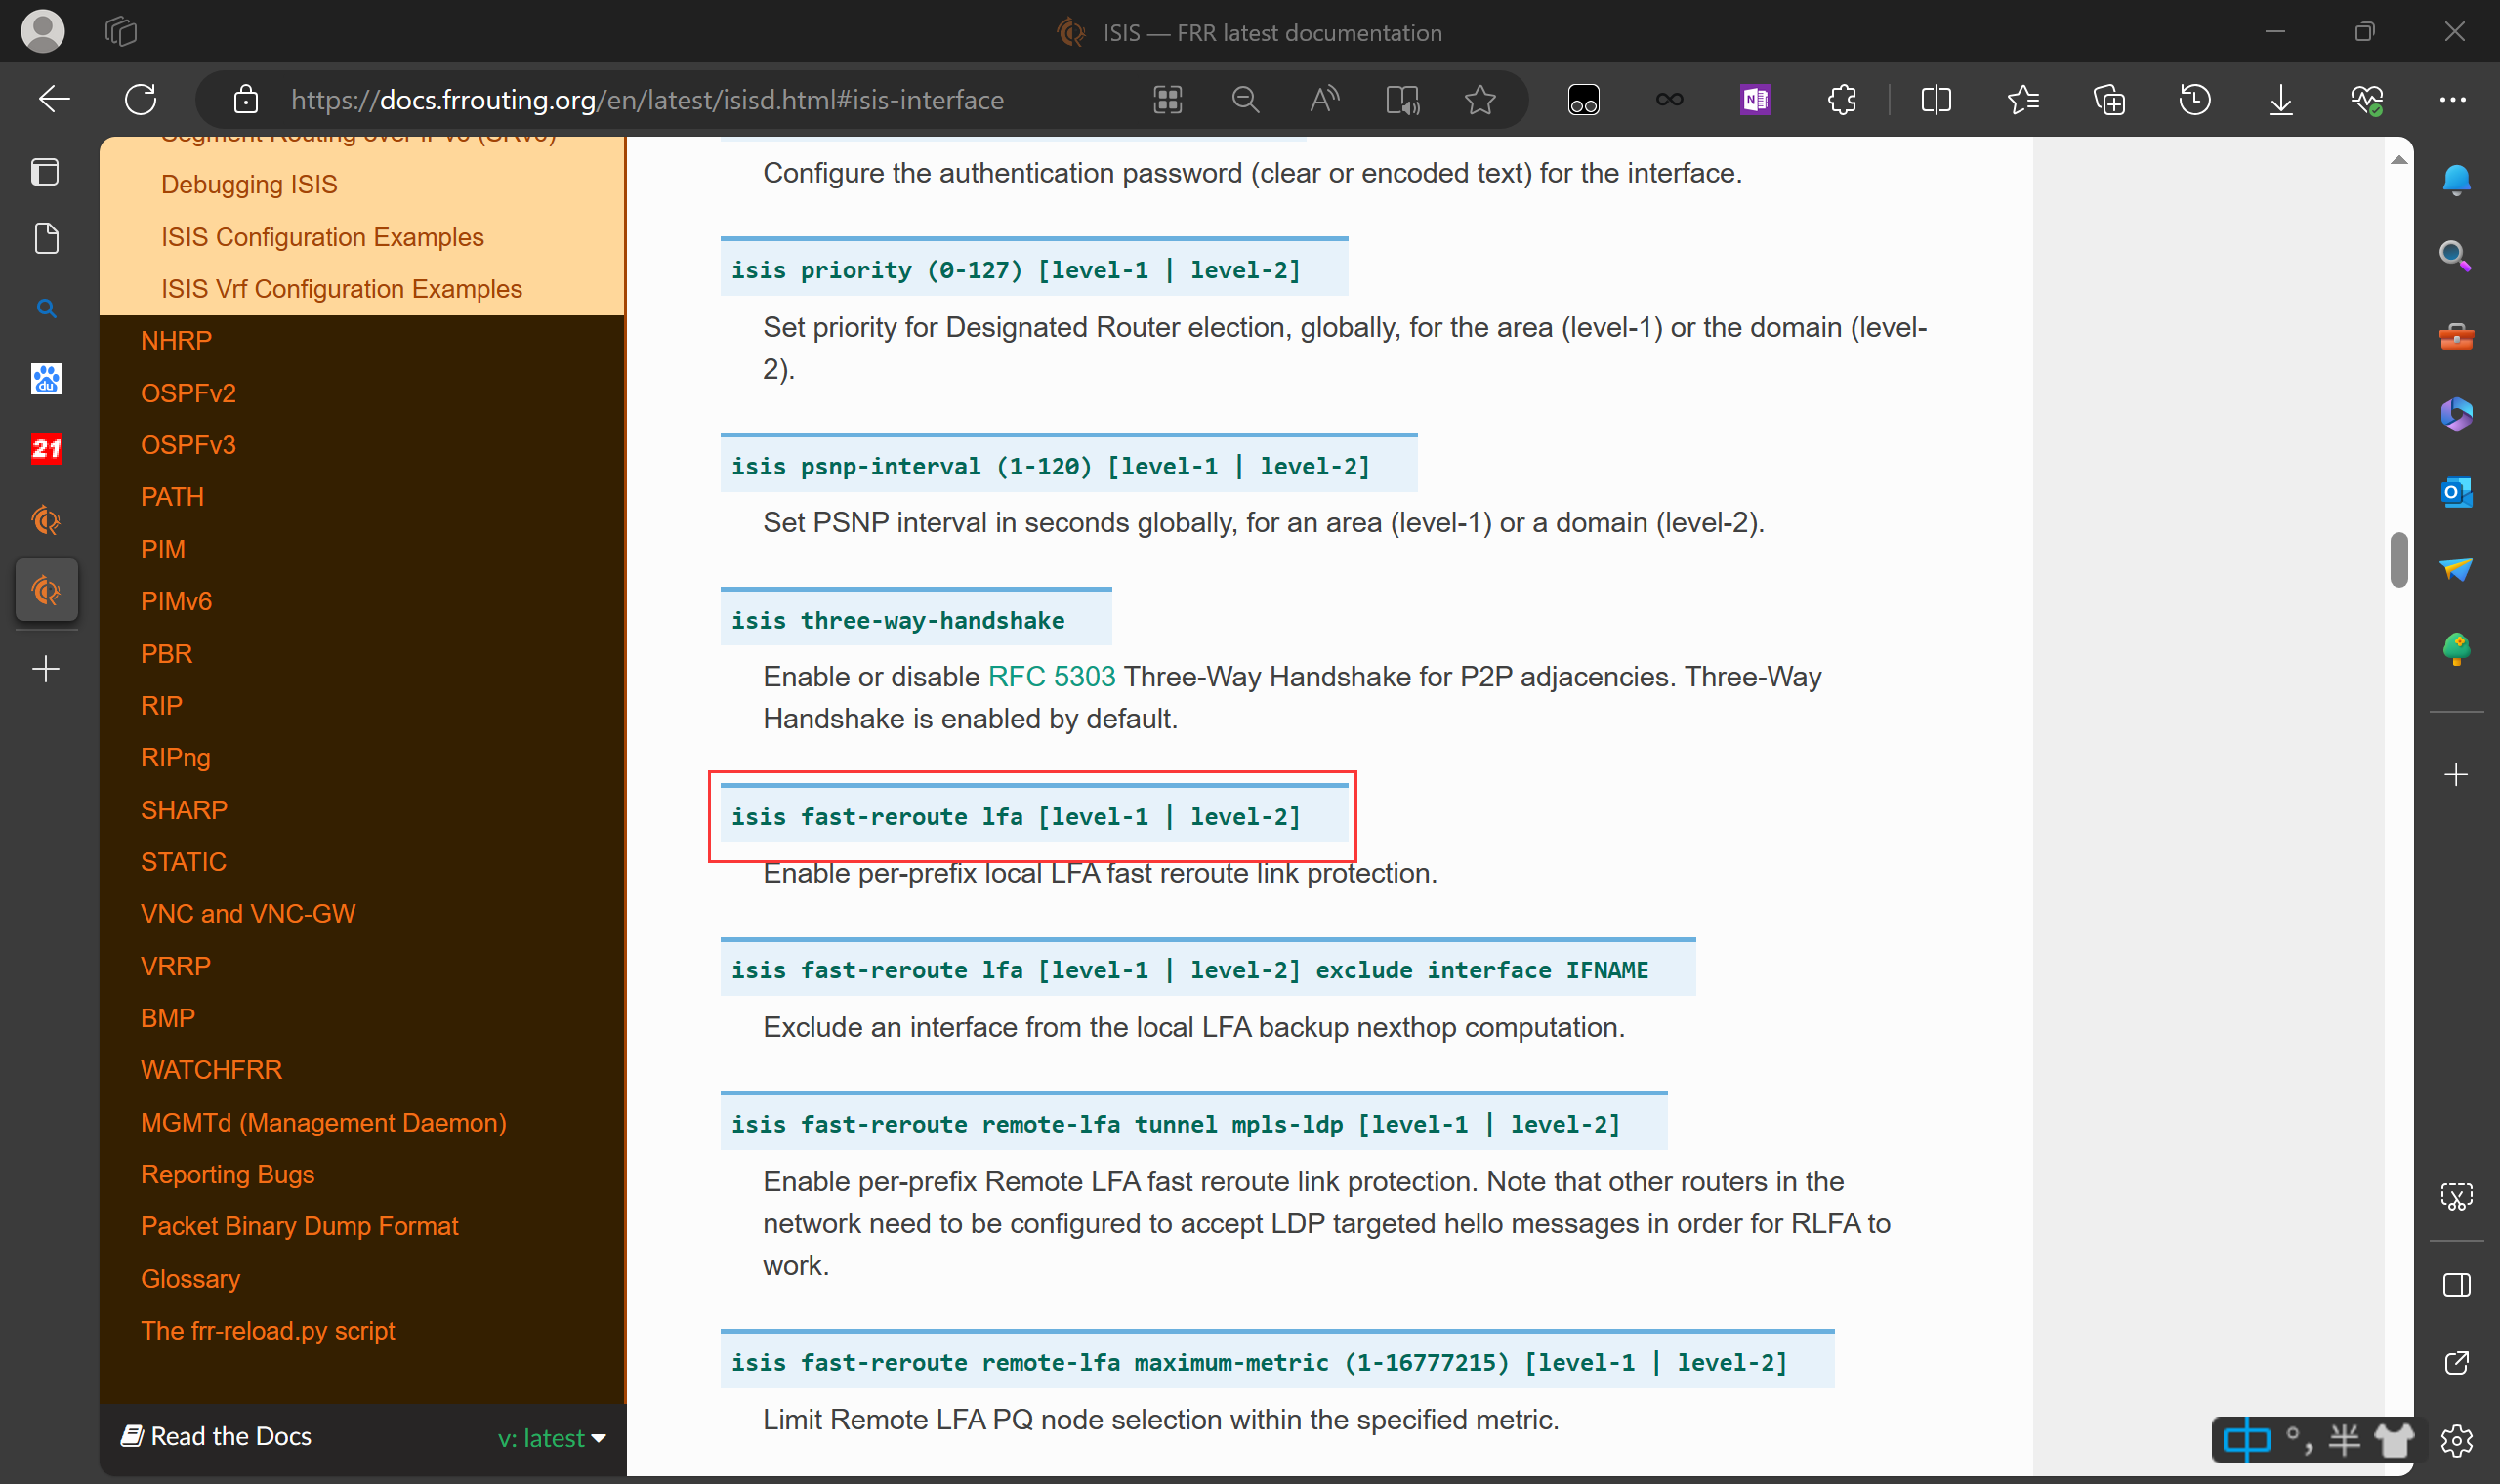 ISIS — FRR latest documentation
https://docs.frrouting.org/en/latest/isisd.html#isis-interface
Segment Routing over IPv6 (SRv6)
Debugging ISIS
ISIS Configuration Examples
ISIS Vrf Configuration Examples
NHRP
OSPFv2
OSPFv3
PATH
PIM
PIMv6
PBR
RIP
RIPng
SHARP
STATIC
VNC and VNC-GW
VRRP
BMP
WATCHFRR
MGMTd (Management Daemon)
Reporting Bugs
Packet Binary Dump Format
Glossary
The frr-reload.py script
Read the Docs
v: latest
Configure the authentication password (clear or encoded text) for the interface.
isis priority (0-127) [level-1 | level-2]
Set priority for Designated Router election, globally, for the area (level-1) or the domain (level-
2).
isis psnp-interval (1-120) [level-1 | level-2]
Set PSNP interval in seconds globally, for an area (level-1) or a domain (level-2).
isis three-way-handshake
Enable or disable RFC 5303 Three-Way Handshake for P2P adjacencies. Three-Way
Handshake is enabled by default.
isis fast-reroute lfa [level-1 | level-2]
Enable per-prefix local LFA fast reroute link protection.
isis fast-reroute lfa [level-1 | level-2] exclude interface IFNAME
Exclude an interface from the local LFA backup nexthop computation.
isis fast-reroute remote-lfa tunnel mpls-ldp [level-1 | level-2]
Enable per-prefix Remote LFA fast reroute link protection. Note that other routers in the
network need to be configured to accept LDP targeted hello messages in order for RLFA to
work.
isis fast-reroute remote-lfa maximum-metric (1-16777215) [level-1 | level-2]
Limit Remote LFA PQ node selection within the specified metric.
du
21
N
O
中 °, 半